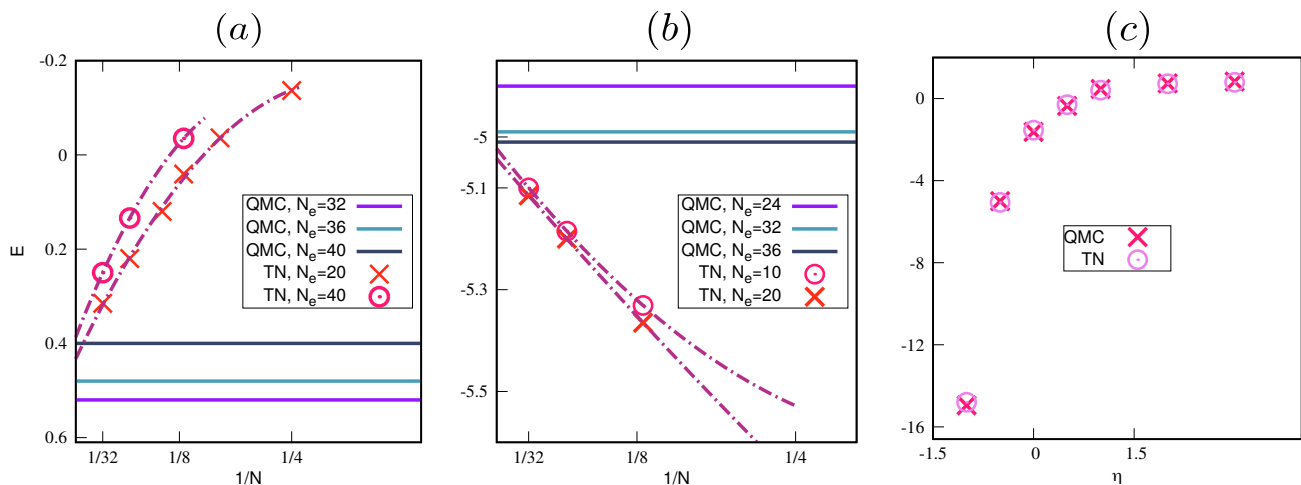 (a)
-0.2
0
0.2
0.4
0.6
E
1/32
1/8
1/4
1/N
QMC, N_e=32
QMC, N_e=36
QMC, N_e=40
TN, N_e=20
TN, N_e=40
(b)
-5
-5.1
-5.3
-5.5
1/32
1/8
1/4
1/N
QMC, N_e=24
QMC, N_e=32
QMC, N_e=36
TN, N_e=10
TN, N_e=20
(c)
0
-4
-8
-12
-16
-1.5
0
1.5
η
QMC
TN